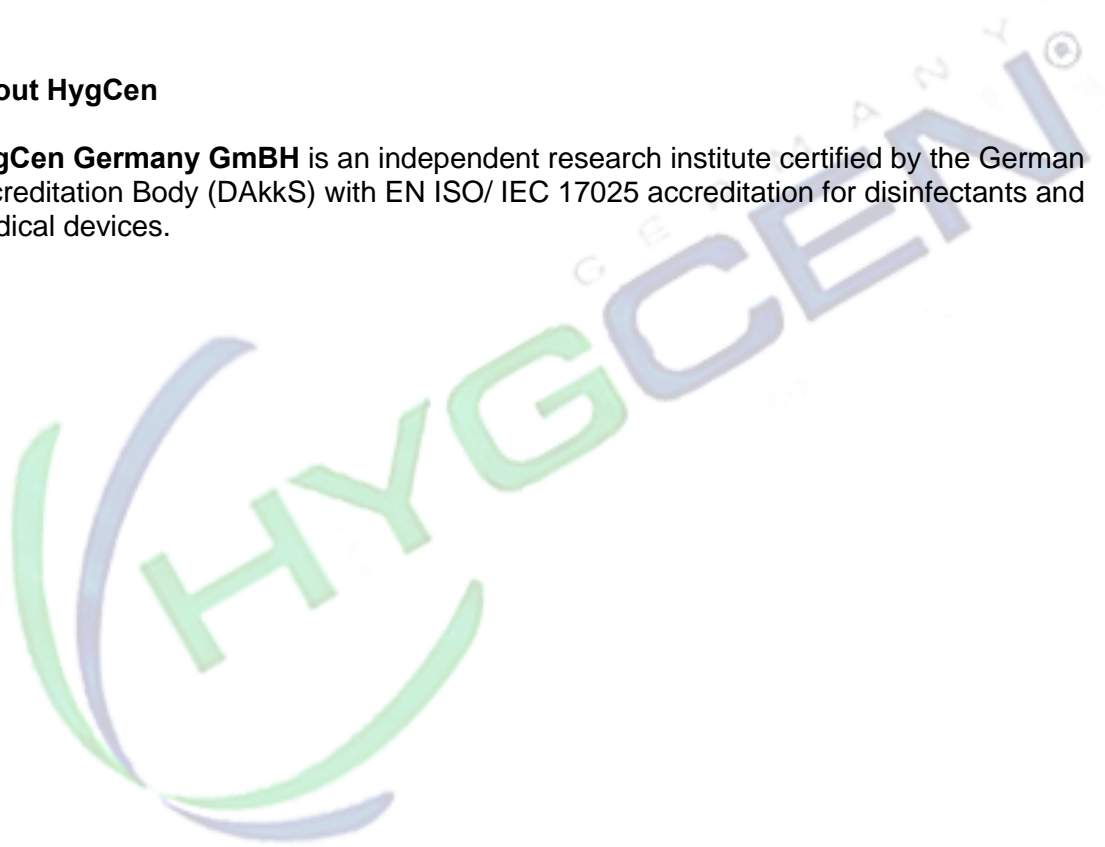 out HygCen
gCen Germany GmBH is an independent research institute certified by the German
creditation Body (DAkkS) with EN ISO/ IEC 17025 accreditation for disinfectants and
dical devices.
HYGCEN®
GERMANY